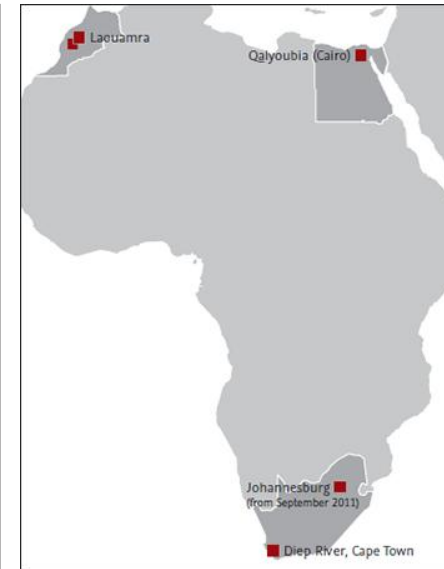 Laouamra
Qalyoubia (Cairo)
Johannesburg
(from September 2011)
Diep River, Cape Town